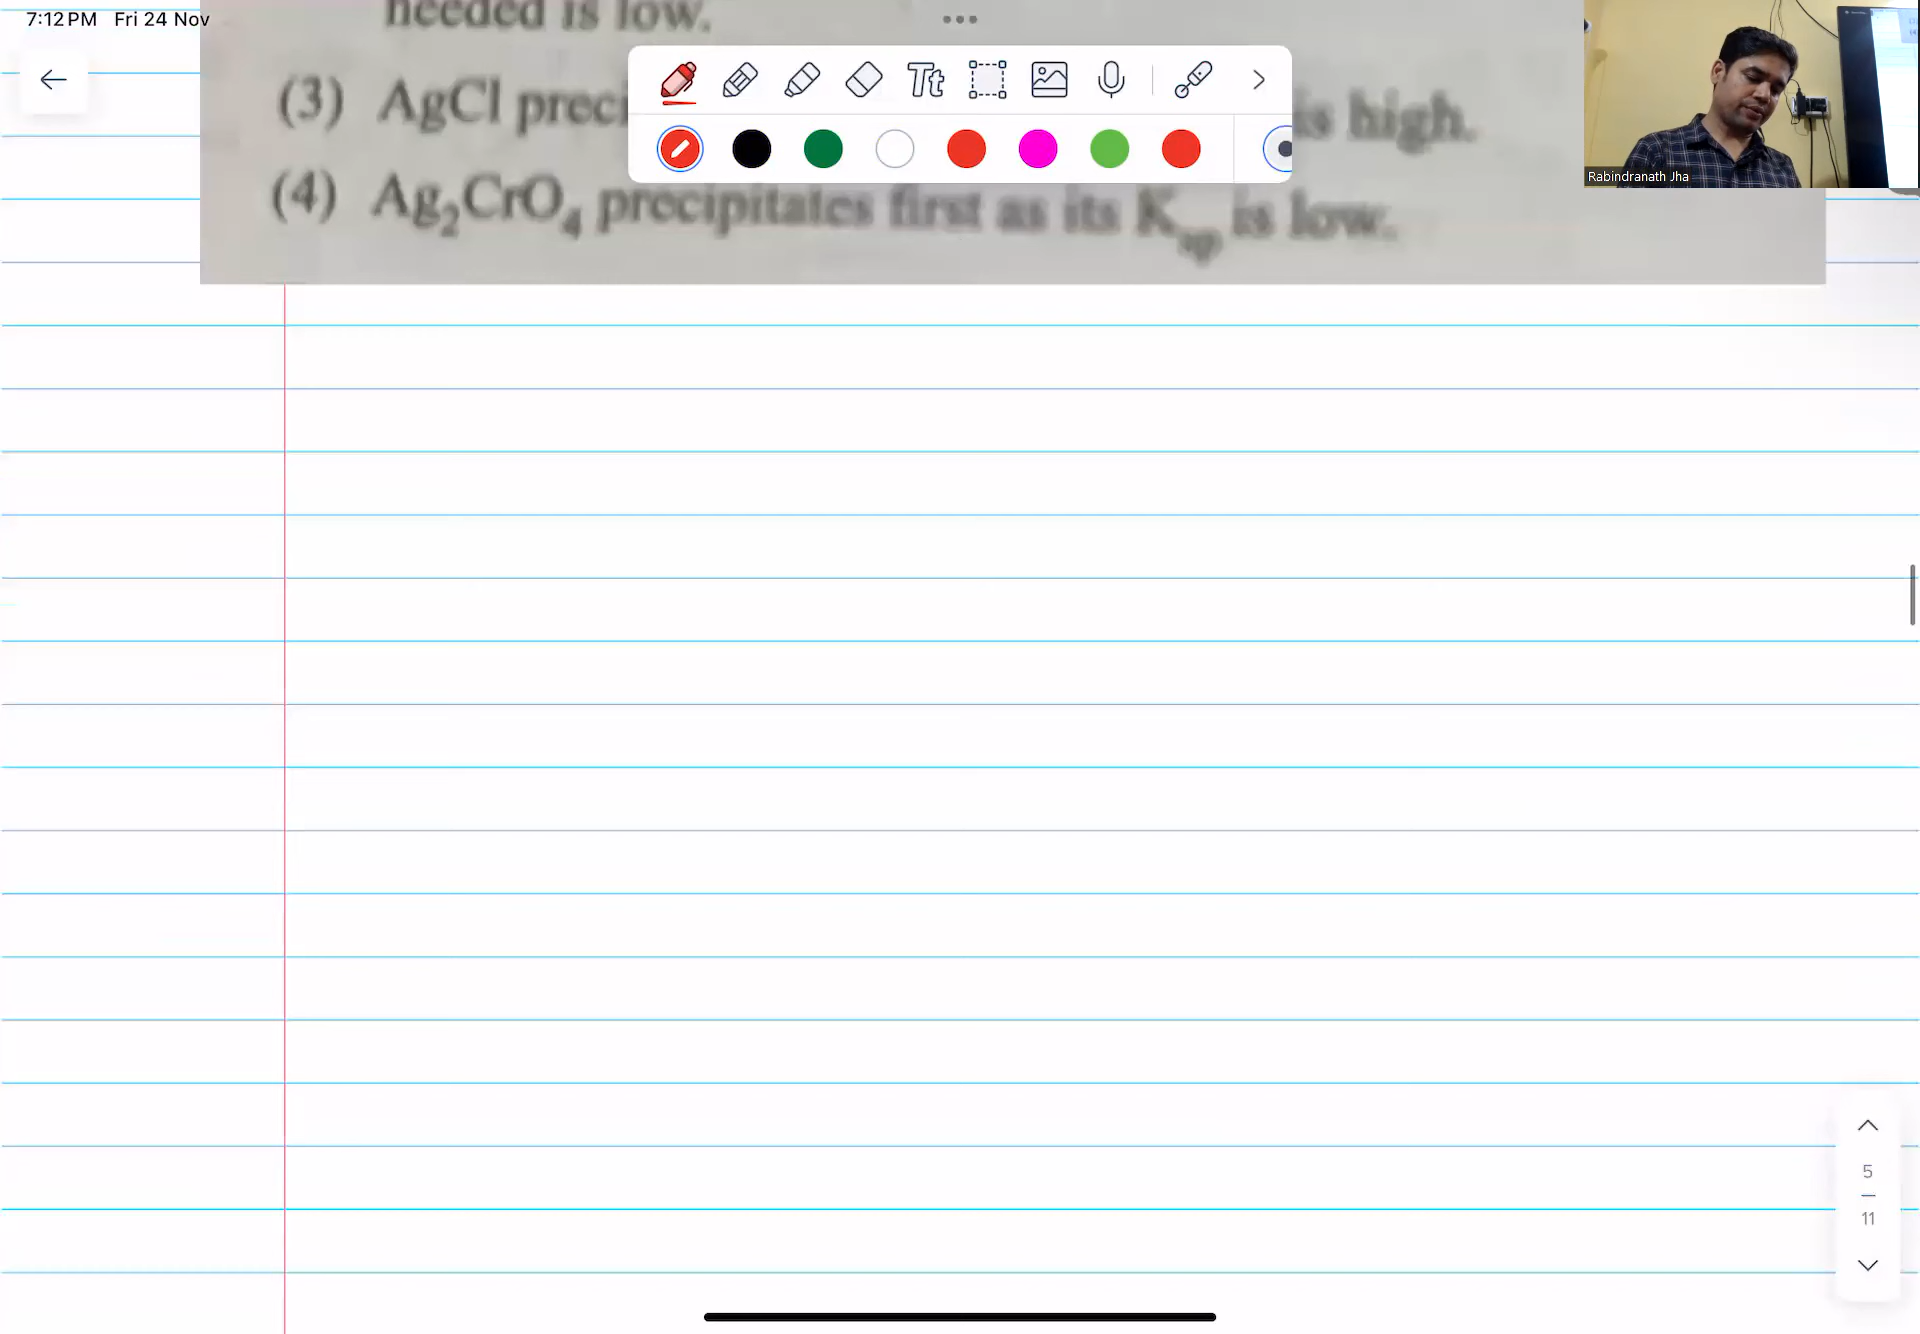 7:12 PM Fri 24 Nov
needed is low.
(3) AgCl preci is high.
Tt
Rabindranath Jha
(4) Ag₂CrO₄ precipitates first as its Kₛₚ is low.
5
11